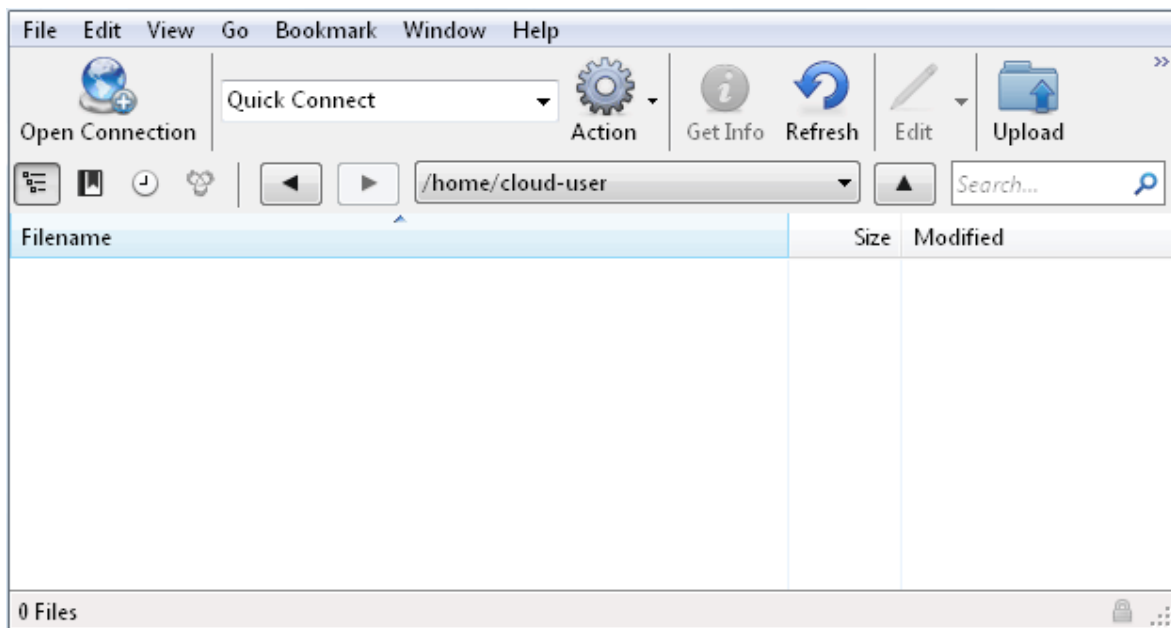 File Edit View Go Bookmark Window Help
Quick Connect
Open Connection Action Get Info Refresh Edit Upload
/home/cloud-user Search...
Filename Size Modified
0 Files